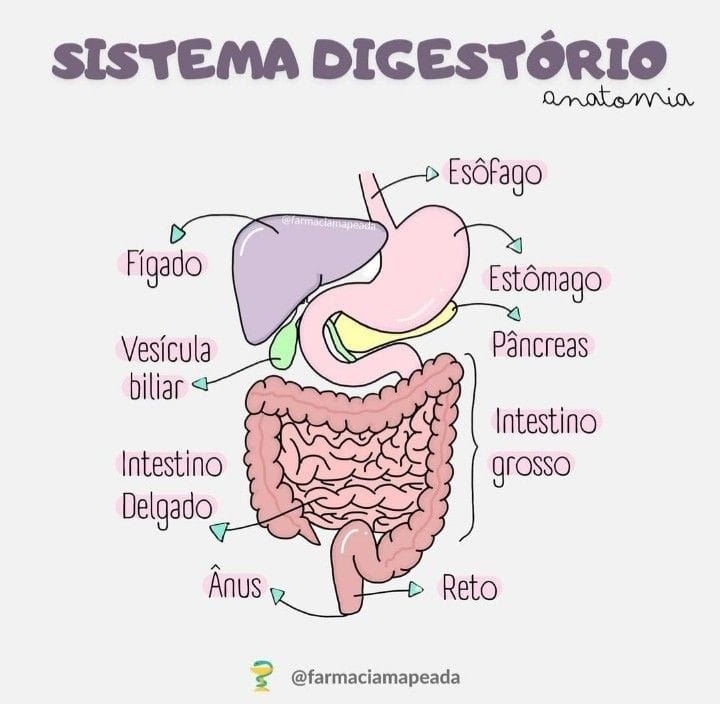 SISTEMA DIGESTÓRIO
anatomia
Esôfago
@farmaciamapeada
Fígado
Estômago
Vesícula
biliar
Pâncreas
Intestino
grosso
Intestino
Delgado
Ânus
Reto
@farmaciamapeada